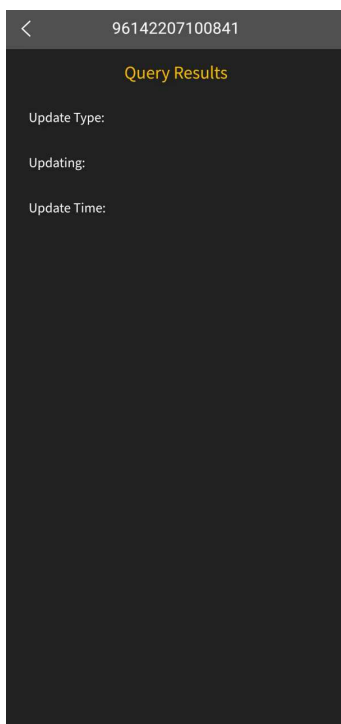 96142207100841
Query Results
Update Type:
Updating:
Update Time: